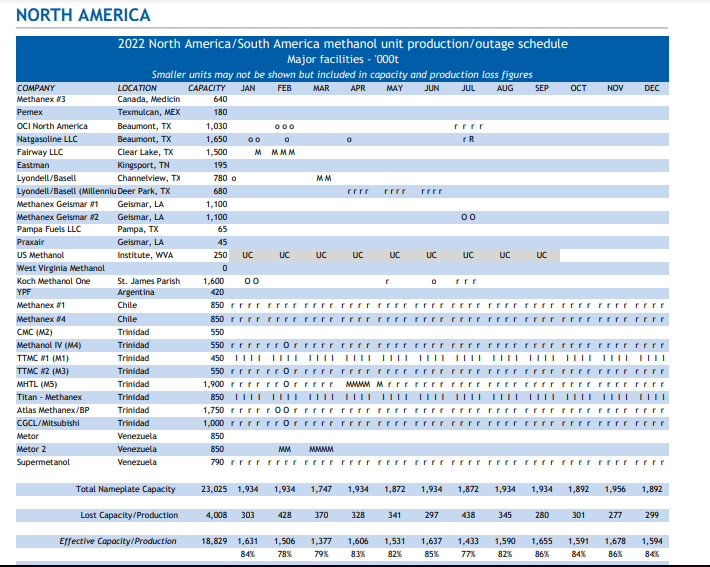 NORTH AMERICA
2022 North America/South America methanol unit production/outage schedule
Major facilities - '000t
Smaller units may not be shown but included in capacity and production loss figures
COMPANY LOCATION CAPACITY JAN FEB MAR APR MAY JUN JUL AUG SEP OCT NOV DEC
Methanex #3 Canada, Medicin 640
Pemex Texmulcan, MEX 180
OCI North America Beaumont, TX 1,030 o o o r r r r
Natgasoline LLC Beaumont, TX 1,650 o o o o r R
Fairway LLC Clear Lake, TX 1,500 M M M M
Eastman Kingsport, TN 195
Lyondell/Basell Channelview, TX 780 o M M
Lyondell/Basell (Millenniu Deer Park, TX 680 r r r r r r r r r r r r
Methanex Geismar #1 Geismar, LA 1,100
Methanex Geismar #2 Geismar, LA 1,100 O O
Pampa Fuels LLC Pampa, TX 65
Praxair Geismar, LA 45
US Methanol Institute, WVA 250 UC UC UC UC UC UC UC UC UC
West Virginia Methanol 0
Koch Methanol One St. James Parish 1,600 O O r o r r r
YPF Argentina 420
Methanex #1 Chile 850 r r r r r r r r r r r r r r r r r r r r r r r r r r r r r r r r r r r r r r r r r r r r r r r r
Methanex #4 Chile 850 r r r r r r r r r r r r r r r r r r r r r r r r r r r r r r r r r r r r r r r r r r r r r r r r
CMC (M2) Trinidad 550
Methanol IV (M4) Trinidad 550 r r r r r r O r r r r r r r r r r r r r r r r r r r r r r r r r r r r r r r r r r r r r r r r r
TTMC #1 (M1) Trinidad 450 I I I I I I I I I I I I I I I I I I I I I I I I I I I I I I I I I I I I I I I I I I I I I I I I
TTMC #2 (M3) Trinidad 550 r r r r r r O r r r r r r r r r r r r r r r r r r r r r r r r r r r r r r r r r r r r r r r r r
MHTL (M5) Trinidad 1,900 r r r r r r O r r r r r MMMM M r r r r r r r r r r r r r r r r r r r r r r r r r r r r r r r
Titan - Methanex Trinidad 850 I I I I I I I I I I I I I I I I I I I I I I I I I I I I I I I I I I I I I I I I I I I I I I I I
Atlas Methanex/BP Trinidad 1,750 r r r r r O O r r r r r r r r r r r r r r r r r r r r r r r r r r r r r r r r r r r r r r r r r
CGCL/Mitsubishi Trinidad 1,000 r r r r r r O r r r r r r r r r r r r r r r r r r r r r r r r r r r r r r r r r r r r r r r r r
Metor Venezuela 850
Metor 2 Venezuela 850 MM MMMM
Supermetanol Venezuela 790 r r r r r r r r r r r r r r r r r r r r r r r r r r r r r r r r r r r r r r r r r r r r r r r r
Total Nameplate Capacity 23,025 1,934 1,934 1,747 1,934 1,872 1,934 1,872 1,934 1,934 1,892 1,956 1,892
Lost Capacity/Production 4,008 303 428 370 328 341 297 438 345 280 301 277 299
Effective Capacity/Production 18,829 1,631 1,506 1,377 1,606 1,531 1,637 1,433 1,590 1,655 1,591 1,678 1,594
84% 78% 79% 83% 82% 85% 77% 82% 86% 84% 86% 84%